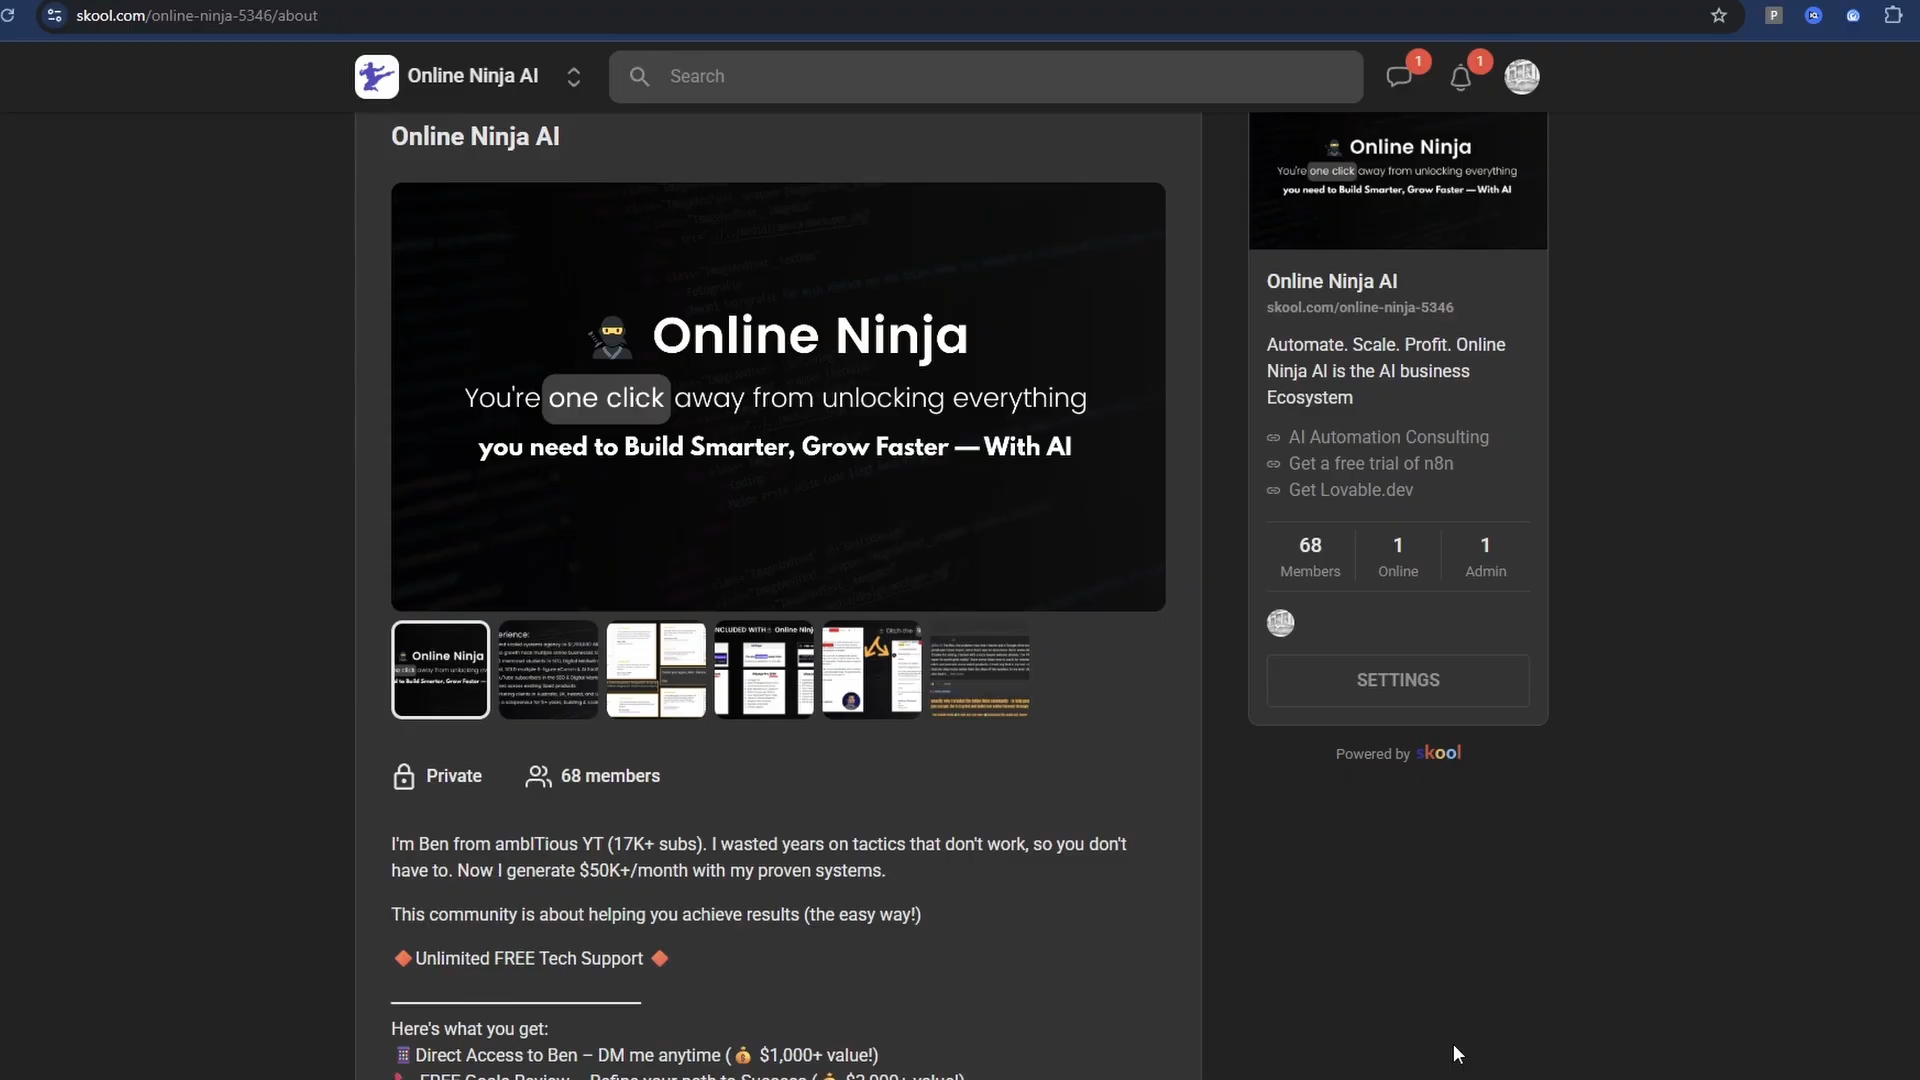 skool.com/online-ninja-5346/about
P
Online Ninja AI
Search
1
1
Online Ninja AI
Online Ninja
You're one click away from unlocking everything
you need to Build Smarter, Grow Faster — With AI
Online Ninja
You're one click away from unlocking everything
you need to Build Smarter, Grow Faster — With AI
Online Ninja AI
skool.com/online-ninja-5346
Automate. Scale. Profit. Online
Ninja AI is the AI business
Ecosystem
AI Automation Consulting
Get a free trial of n8n
Get Lovable.dev
68
Members
1
Online
1
Admin
SETTINGS
Powered by skool
Online Ninja
NCLUDED WITH Online Ninj
Private
68 members
I'm Ben from ambITious YT (17K+ subs). I wasted years on tactics that don't work, so you don't
have to. Now I generate $50K+/month with my proven systems.
This community is about helping you achieve results (the easy way!)
Unlimited FREE Tech Support
Here's what you get:
Direct Access to Ben – DM me anytime (💰 $1,000+ value!)